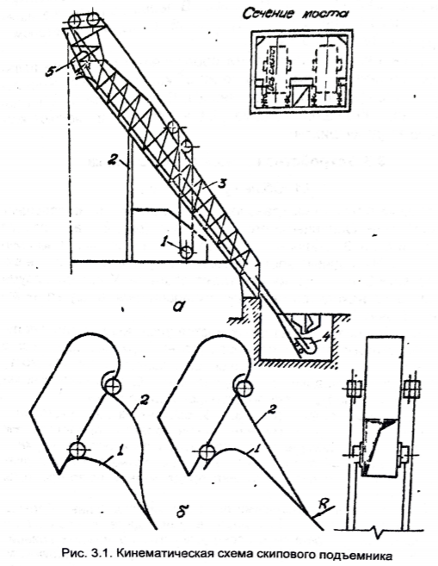 Сечение моста
5
2
3
1
4
а
2
1
2
1
R
б
Рис. 3.1. Кинематическая схема скипового подъемника